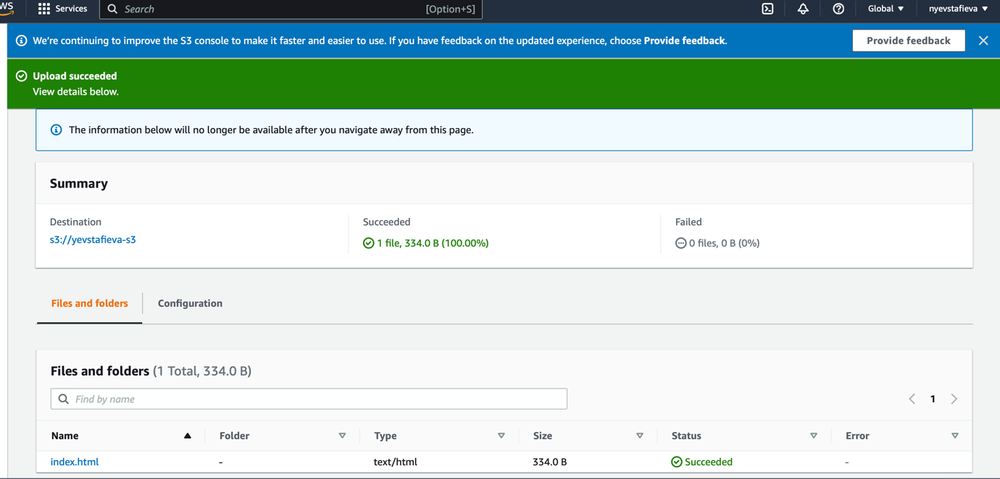 WS
Services
Search
[Option+S]
Global
nyevstafieva
We're continuing to improve the S3 console to make it faster and easier to use. If you have feedback on the updated experience, choose Provide feedback.
Provide feedback
Upload succeeded
View details below.
The information below will no longer be available after you navigate away from this page.
Summary
Destination
s3://yevstafieva-s3
Succeeded
1 file, 334.0 B (100.00%)
Failed
0 files, 0 B (0%)
Files and folders
Configuration
Files and folders (1 Total, 334.0 B)
Find by name
1
Name Folder Type Size Status Error
index.html - text/html 334.0 B Succeeded -